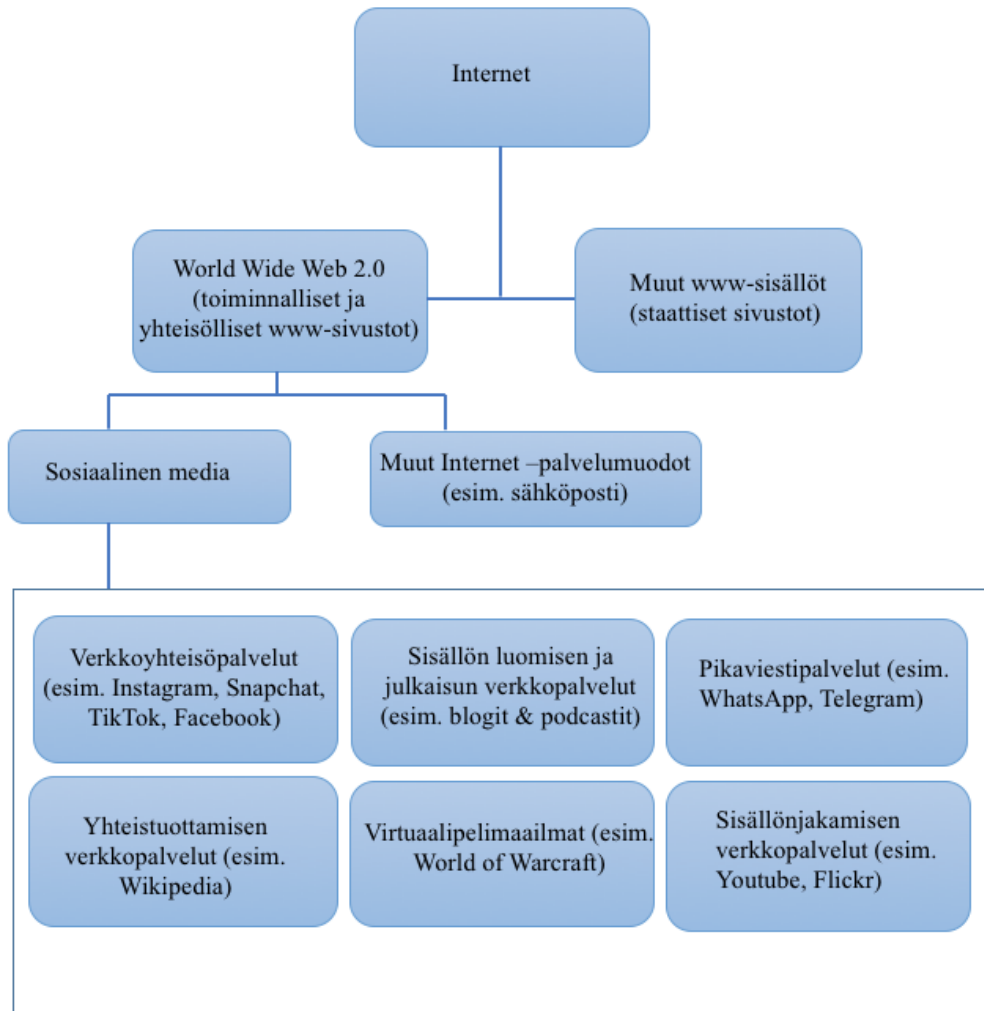 Internet
World Wide Web 2.0
(toiminnalliset ja
yhteisölliset www-sivustot)
Muut www-sisällöt
(staattiset sivustot)
Sosiaalinen media
Muut Internet –palvelumuodot
(esim. sähköposti)
Verkkoyhteisöpalvelut
(esim. Instagram, Snapchat,
TikTok, Facebook)
Sisällön luomisen ja
julkaisun verkkopalvelut
(esim. blogit & podcastit)
Pikaviestipalvelut (esim.
WhatsApp, Telegram)
Yhteistuottamisen
verkkopalvelut (esim.
Wikipedia)
Virtuaalipelimaailmat (esim.
World of Warcraft)
Sisällönjakamisen
verkkopalvelut (esim.
Youtube, Flickr)